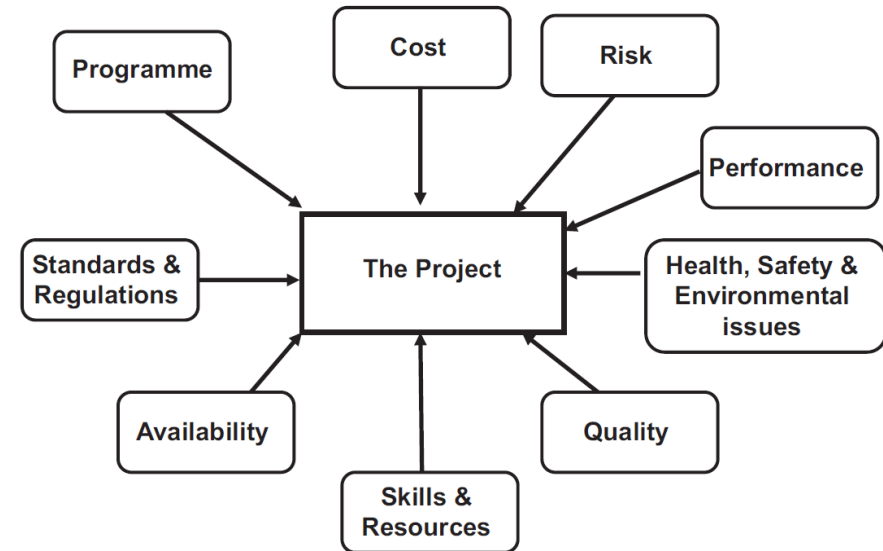 Programme
Cost
Risk
Performance
Standards &
Regulations
The Project
Health, Safety &
Environmental
issues
Availability
Quality
Skills &
Resources